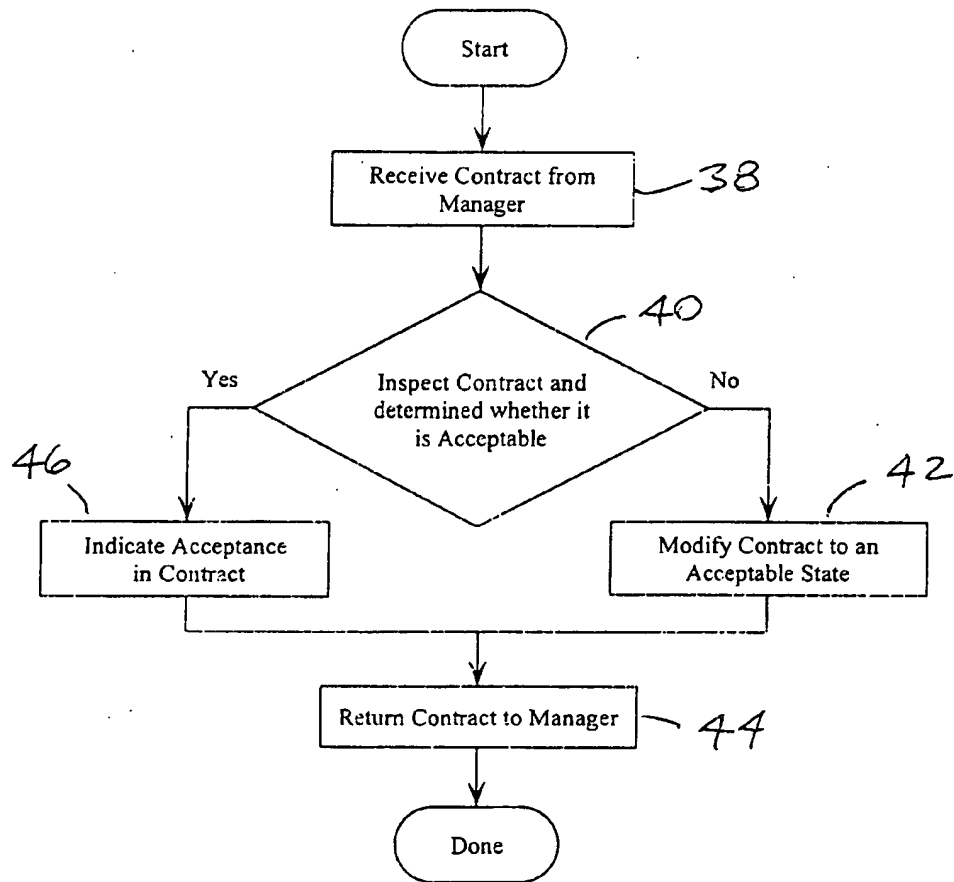 Start
Receive Contract from
Manager
38
40
Yes
Inspect Contract and
determined whether it
is Acceptable
No
46
42
Indicate Acceptance
in Contract
Modify Contract to an
Acceptable State
Return Contract to Manager
44
Done